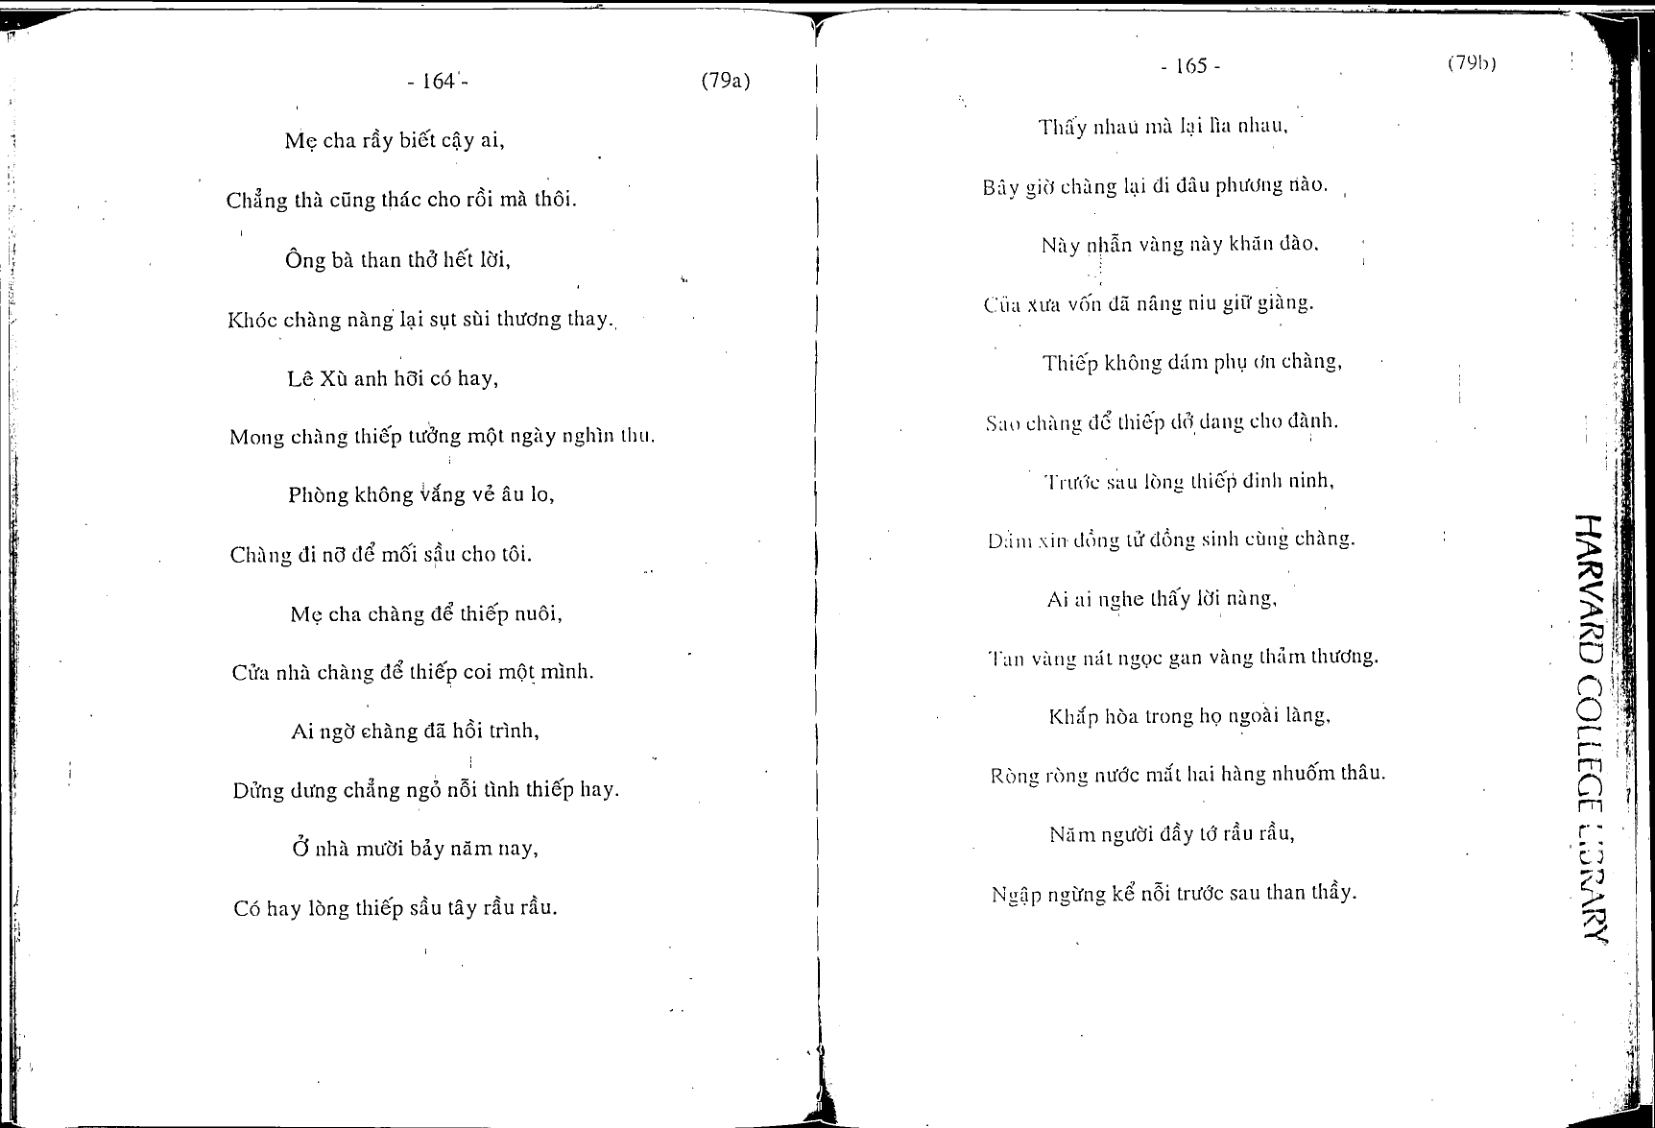 - 164 - (79a)
Mẹ cha rầy biết cậy ai,
Chẳng thà cũng thác cho rồi mà thôi.
Ông bà than thở hết lời,
Khóc chàng nàng lại sụt sùi thương thay.
Lê Xù anh hỡi có hay,
Mong chàng thiếp tưởng một ngày nghìn thu.
Phòng không vắng vẻ âu lo,
Chàng đi nỡ để mối sầu cho tôi.
Mẹ cha chàng để thiếp nuôi,
Cửa nhà chàng để thiếp coi một mình.
Ai ngờ chàng đã hồi trình,
Dửng dưng chẳng ngỏ nỗi tình thiếp hay.
Ở nhà mười bảy năm nay,
Có hay lòng thiếp sầu tây rầu rầu.
- 165 - (79b)
Thấy nhau mà lại lìa nhau,
Bây giờ chàng lại đi đâu phương nào.
Này nhẫn vàng này khăn đào,
Của xưa vốn đã nâng niu giữ giàng.
Thiếp không dám phụ ơn chàng,
Sao chàng để thiếp dở dang cho đành.
Trước sau lòng thiếp đinh ninh,
Dám xin đồng tử đồng sinh cùng chàng.
Ai ai nghe thấy lời nàng,
Tan vàng nát ngọc gan vàng thảm thương.
Khắp hòa trong họ ngoài làng,
Ròng ròng nước mắt hai hàng nhuốm thâu.
Năm người đầy tớ rầu rầu,
Ngập ngừng kể nỗi trước sau than thầy.
HARVARD COLLEGE LIBRARY